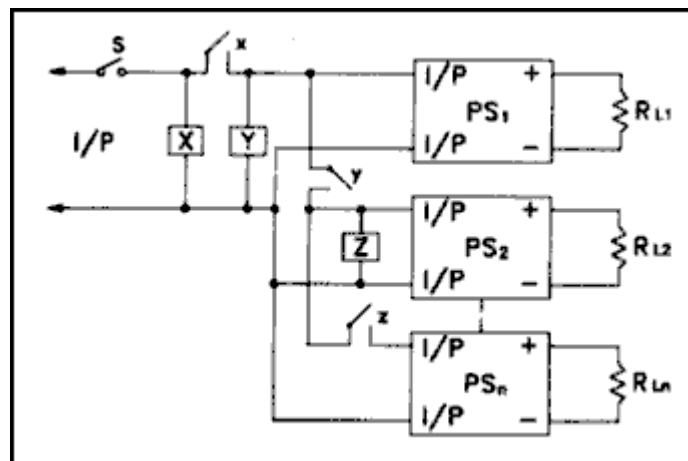 S
x
I/P
X
Y
I/P +
PS1
I/P -
RL1
y
Z
I/P +
PS2
I/P -
RL2
z
I/P +
PSn
I/P -
RLn